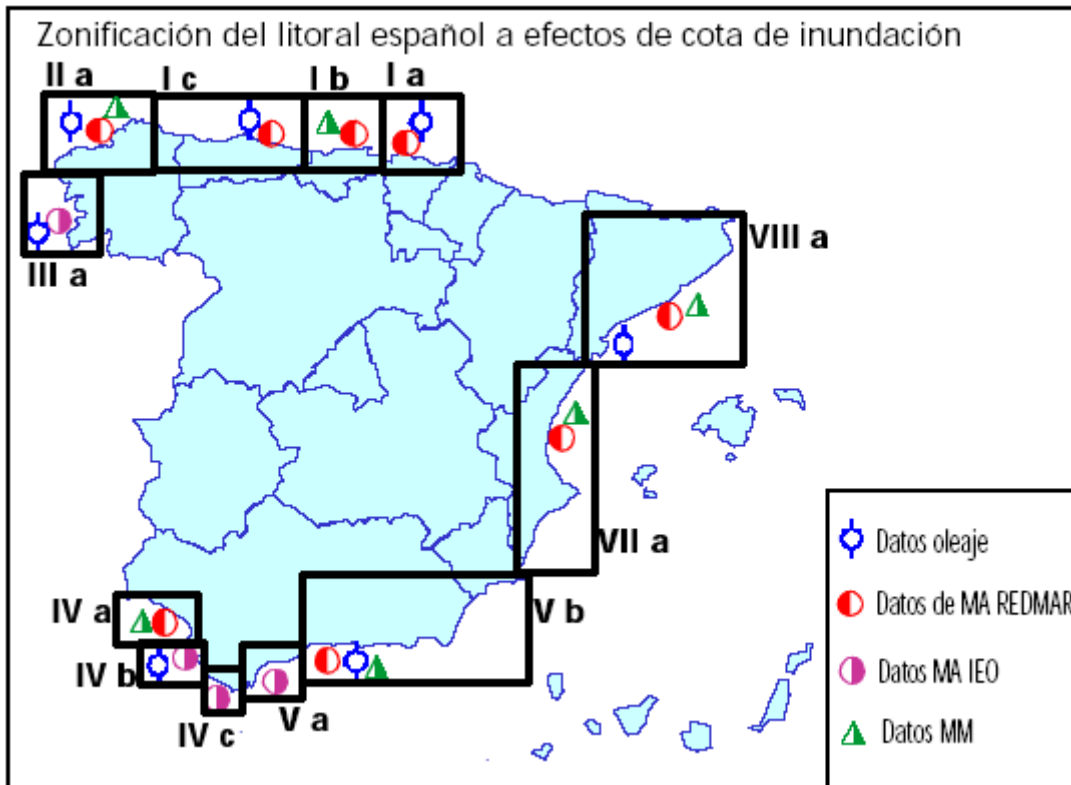 Zonificación del litoral español a efectos de cota de inundación
II a
I c
I b
I a
III a
VIII a
VII a
IV a
V b
IV b
IV c
V a
Datos oleaje
Datos de MA REDMAR
Datos MA IEO
Datos MM